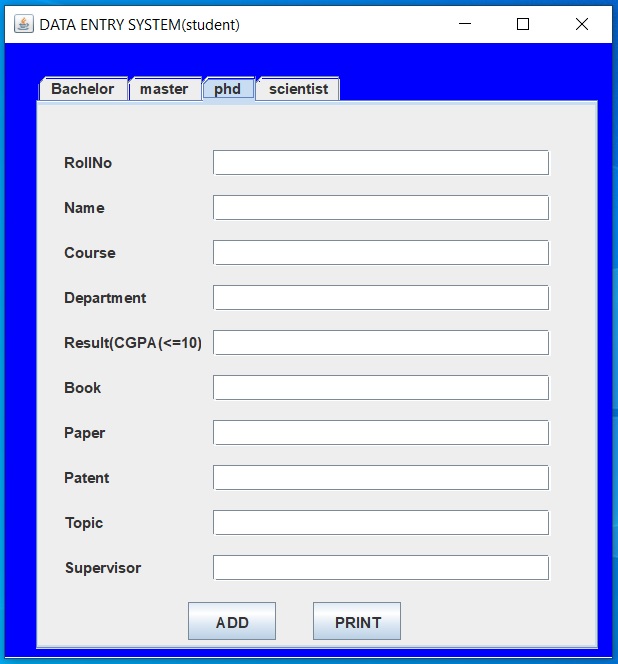 DATA ENTRY SYSTEM(student)
Bachelor master phd scientist
RollNo
Name
Course
Department
Result(CGPA(<=10)
Book
Paper
Patent
Topic
Supervisor
ADD PRINT